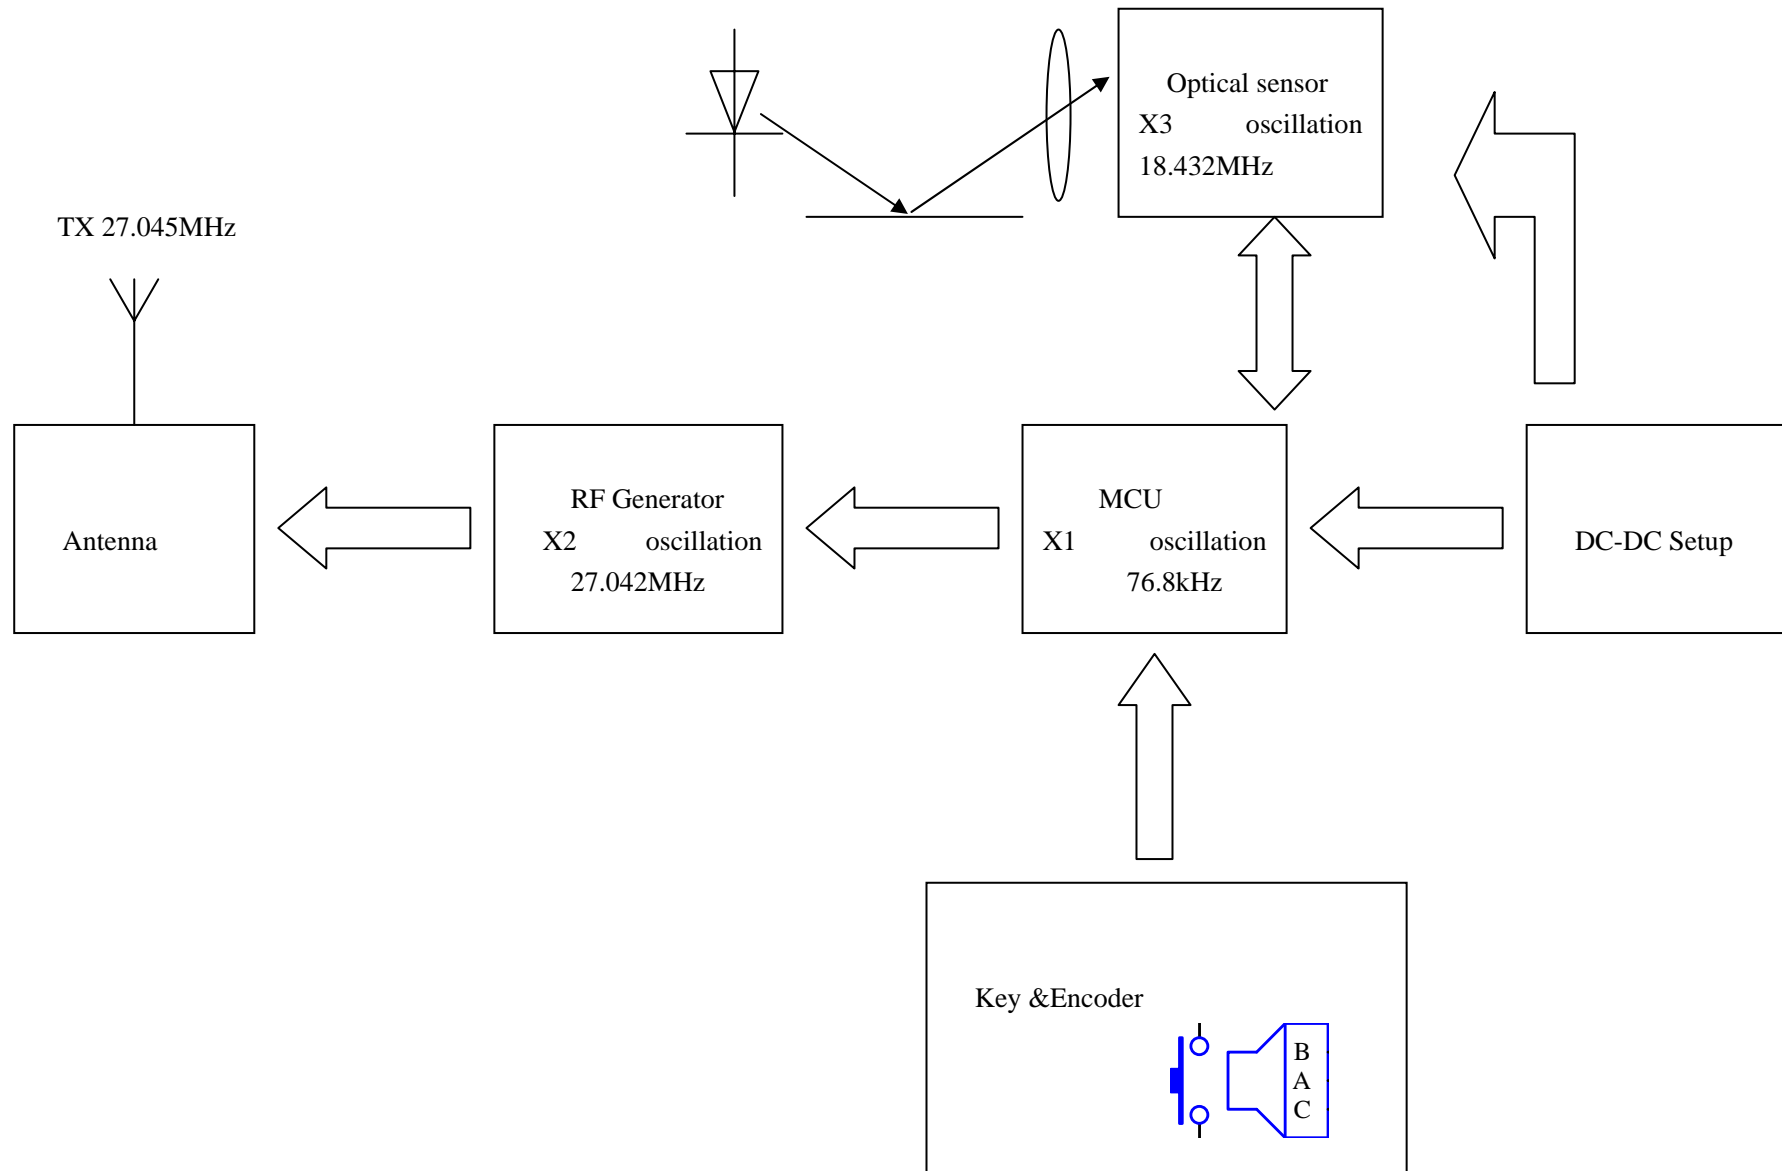 Optical sensor
X3 oscillation
18.432MHz
TX 27.045MHz
Antenna
RF Generator
X2 oscillation
27.042MHz
MCU
X1 oscillation
76.8kHz
DC-DC Setup
Key &Encoder
B
A
C